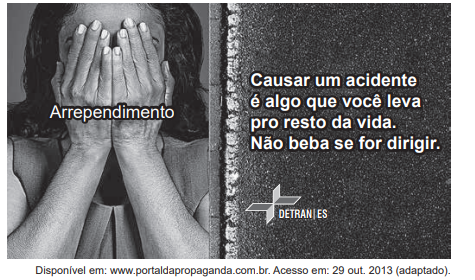 Arrependimento
Causar um acidente
é algo que você leva
pro resto da vida.
Não beba se for dirigir.
DETRAN|ES
Disponível em: www.portaldapropaganda.com.br. Acesso em: 29 out. 2013 (adaptado).